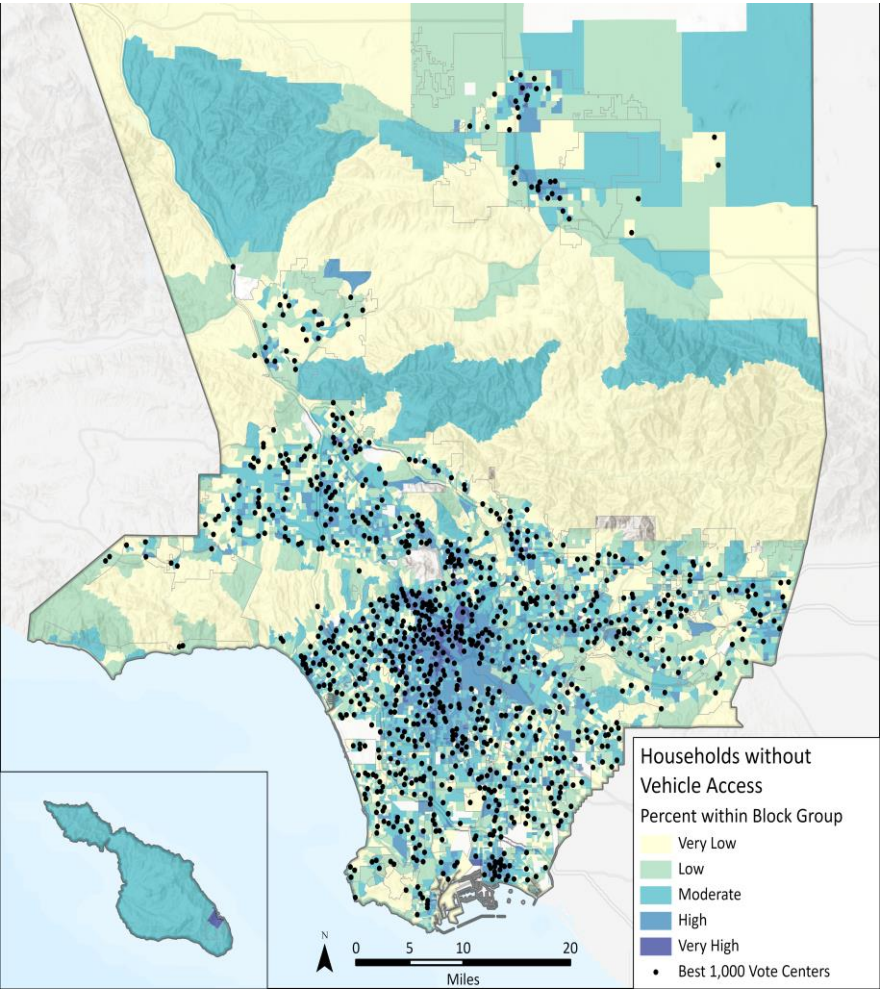 Households without
Vehicle Access
Percent within Block Group
Very Low
Low
Moderate
High
Very High
Best 1,000 Vote Centers
N
0 5 10 20
Miles